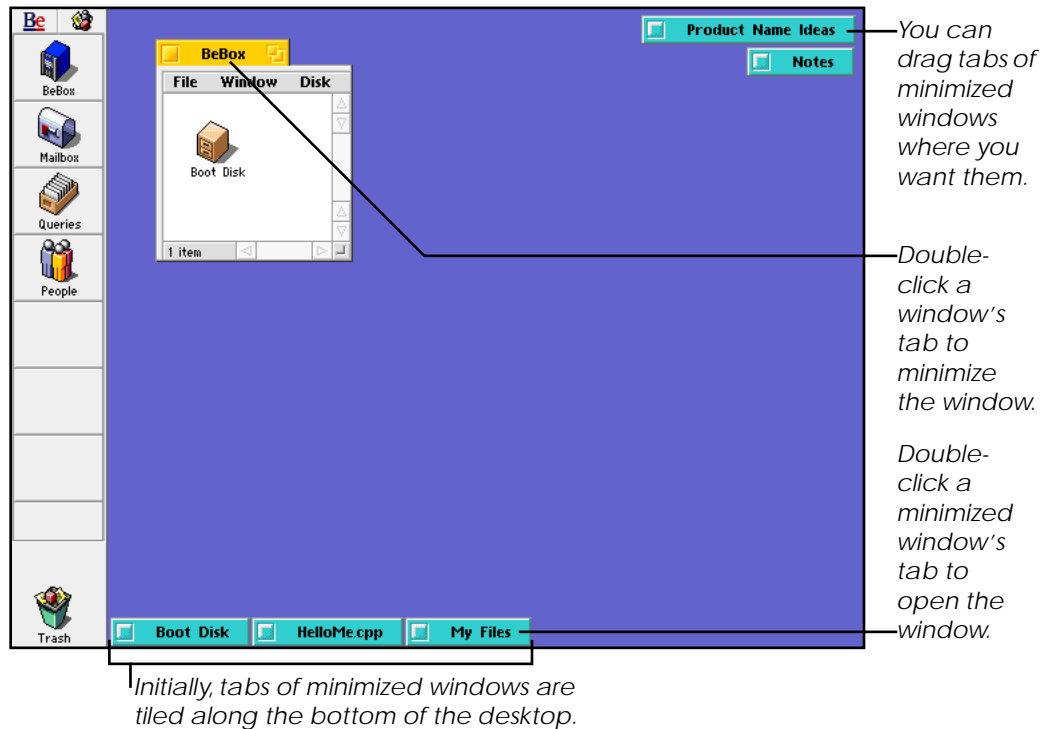 Be
BeBox
Mailbox
Queries
People
Trash
BeBox
File Window Disk
Boot Disk
1 item
Product Name Ideas
Notes
Boot Disk
HelloMe.cpp
My Files
You can
drag tabs of
minimized
windows
where you
want them.
Double-
click a
window's
tab to
minimize
the window.
Double-
click a
minimized
window's
tab to
open the
window.
Initially, tabs of minimized windows are
tiled along the bottom of the desktop.